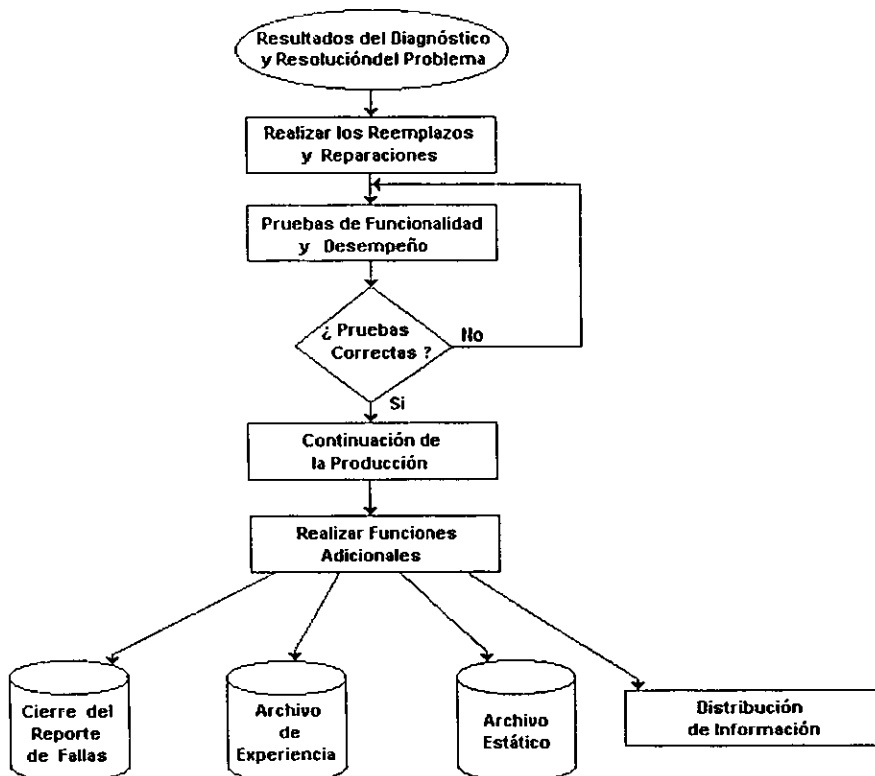 Resultados del Diagnóstico
y Resolucióndel Problema
Realizar los Reemplazos
y Reparaciones
Pruebas de Funcionalidad
y Desempeño
¿ Pruebas
Correctas ?
No
Si
Continuación de
la Producción
Realizar Funciones
Adicionales
Cierre del
Reporte
de Fallas
Archivo
de
Experiencia
Archivo
Estático
Distribución
de Información